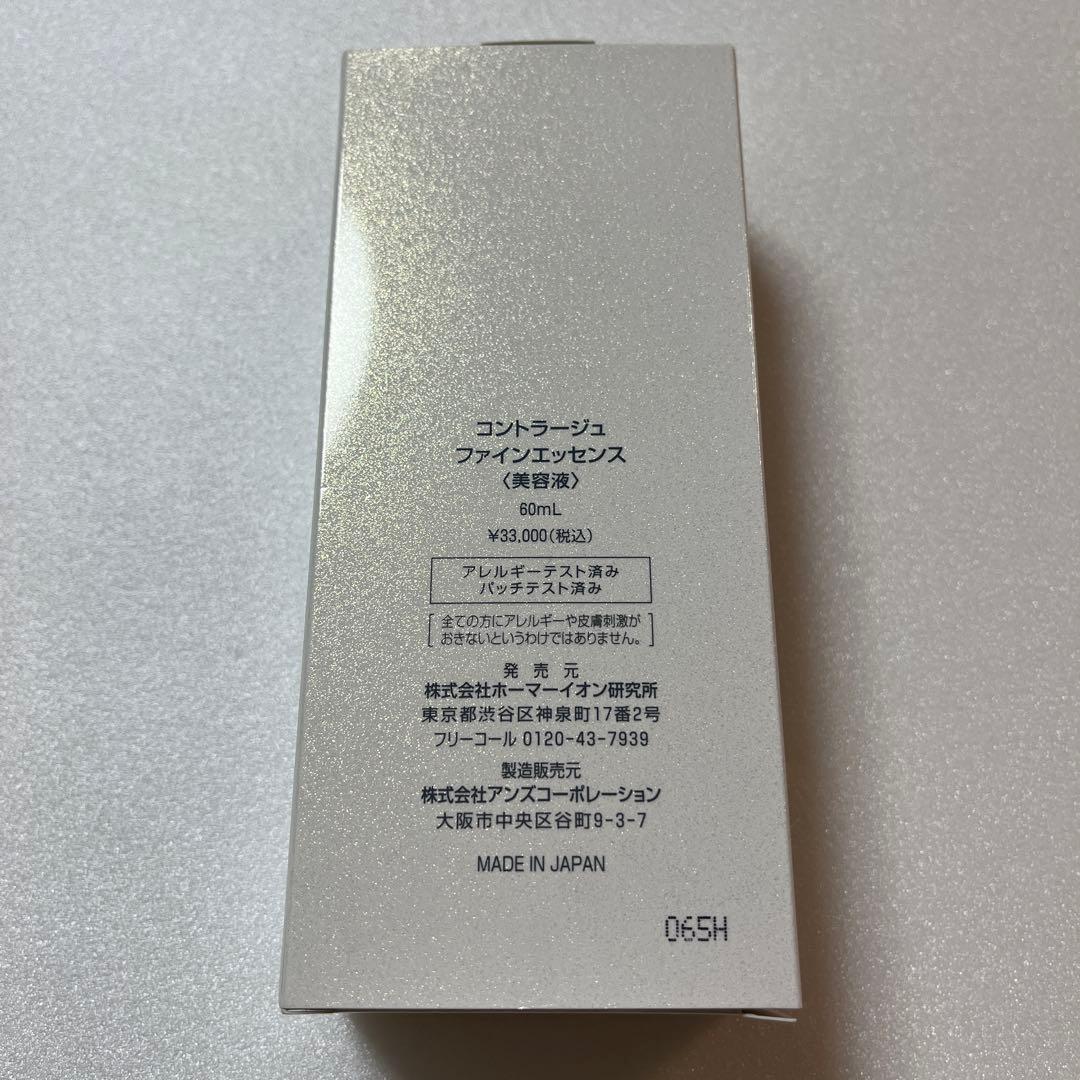 コントラージュ
ファインエッセンス
〈美容液〉
60mL
¥33,000(税込)
アレルギーテスト済み
パッチテスト済み
全ての方にアレルギーや皮膚刺激が
おきないというわけではありません。
発売元
株式会社ホーマーイオン研究所
東京都渋谷区神泉町17番2号
フリーコール 0120-43-7939
製造販売元
株式会社アンズコーポレーション
大阪市中央区谷町9-3-7
MADE IN JAPAN
065H